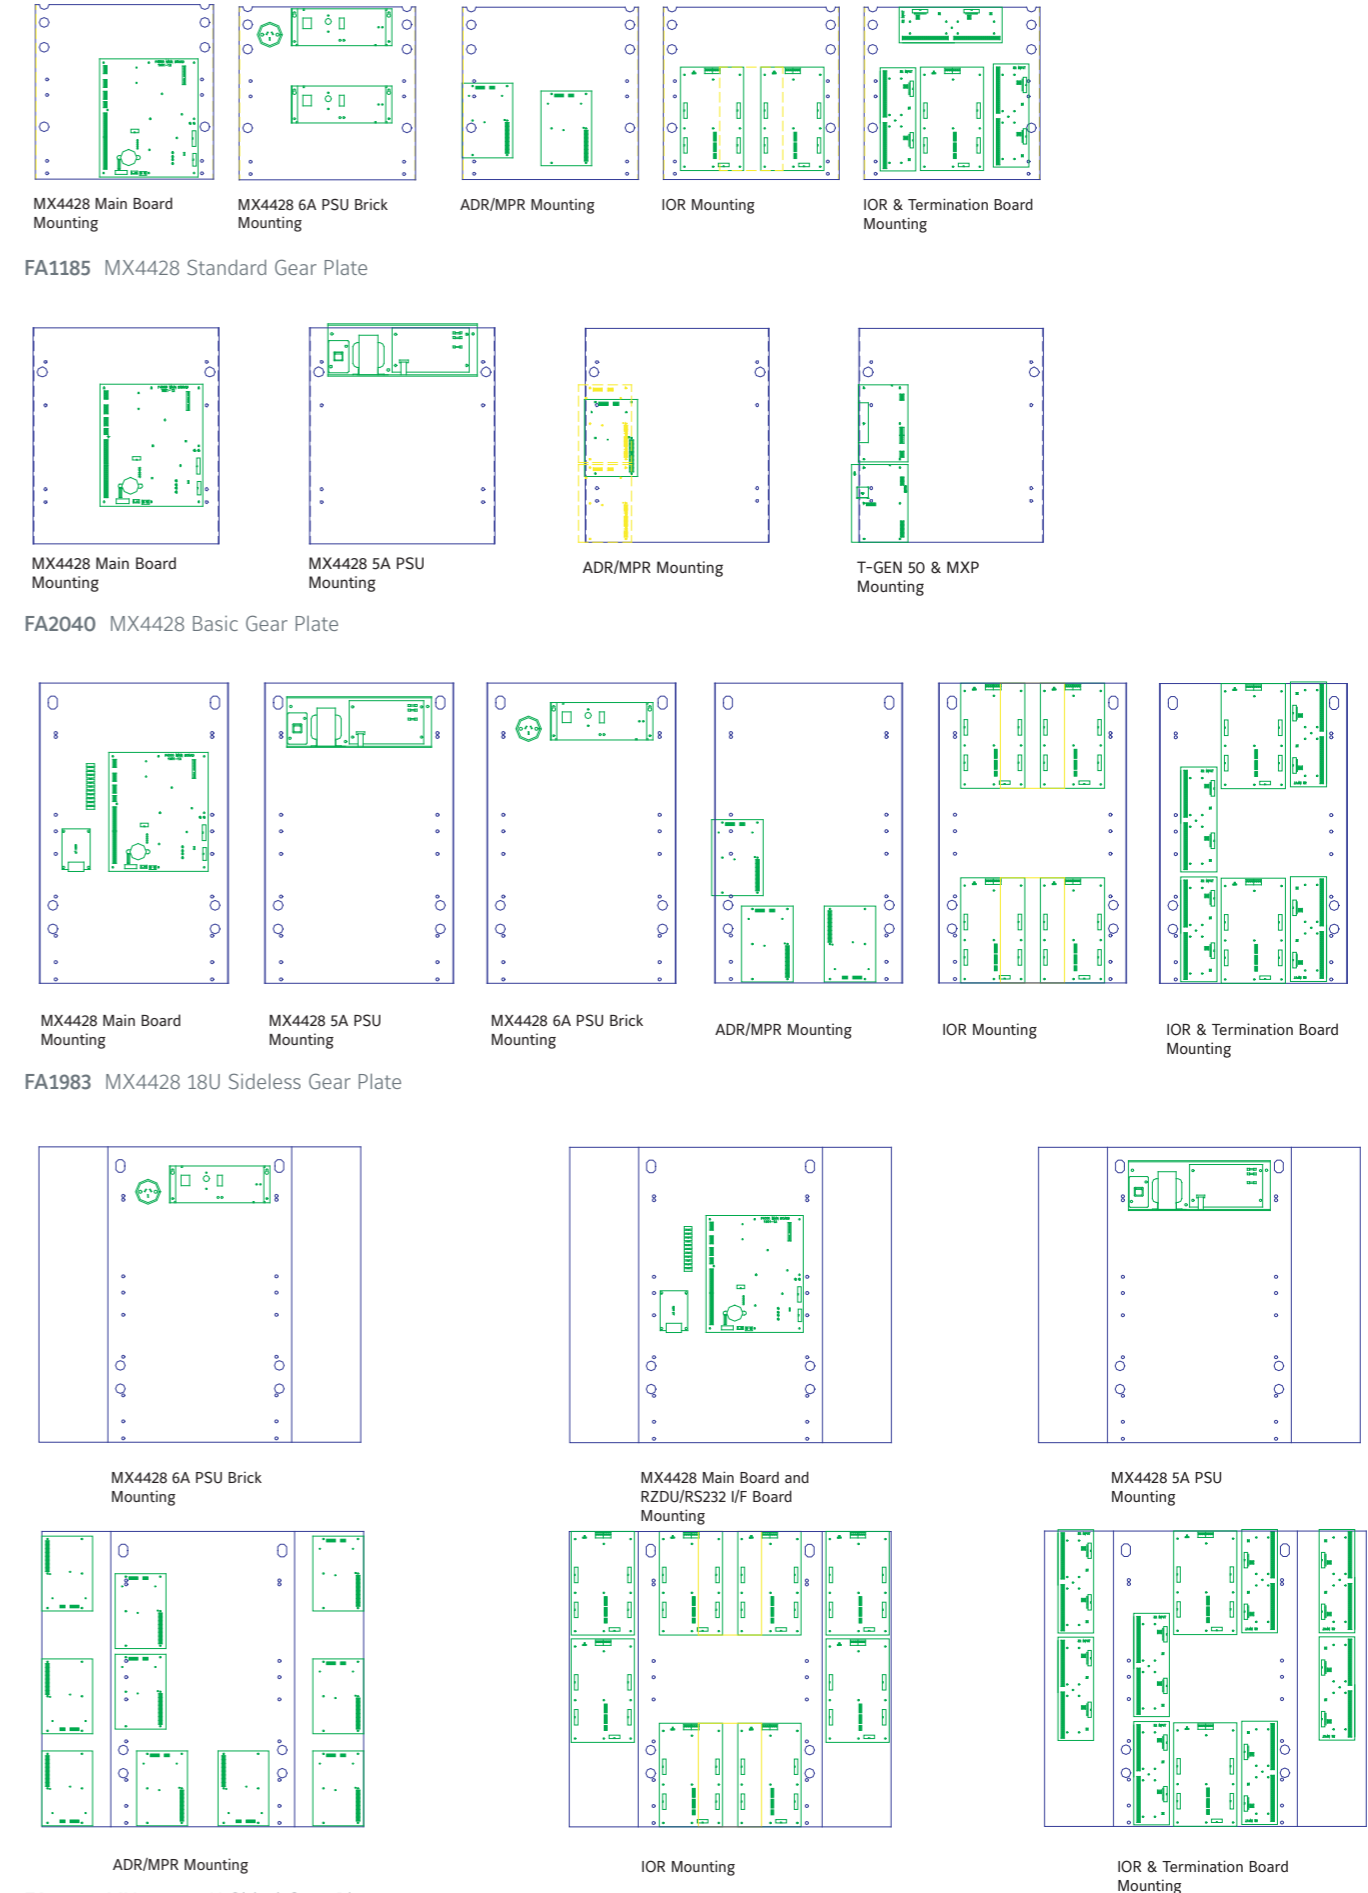 MX4428 Main Board
Mounting
MX4428 6A PSU Brick
Mounting
ADR/MPR Mounting
IOR Mounting
IOR & Termination Board
Mounting
FA1185 MX4428 Standard Gear Plate
MX4428 Main Board
Mounting
MX4428 5A PSU
Mounting
ADR/MPR Mounting
T-GEN 50 & MXP
Mounting
FA2040 MX4428 Basic Gear Plate
MX4428 Main Board
Mounting
MX4428 5A PSU
Mounting
MX4428 6A PSU Brick
Mounting
ADR/MPR Mounting
IOR Mounting
IOR & Termination Board
Mounting
FA1983 MX4428 18U Sideless Gear Plate
MX4428 6A PSU Brick
Mounting
MX4428 Main Board and
RZDU/RS232 I/F Board
Mounting
MX4428 5A PSU
Mounting
ADR/MPR Mounting
IOR Mounting
IOR & Termination Board
Mounting